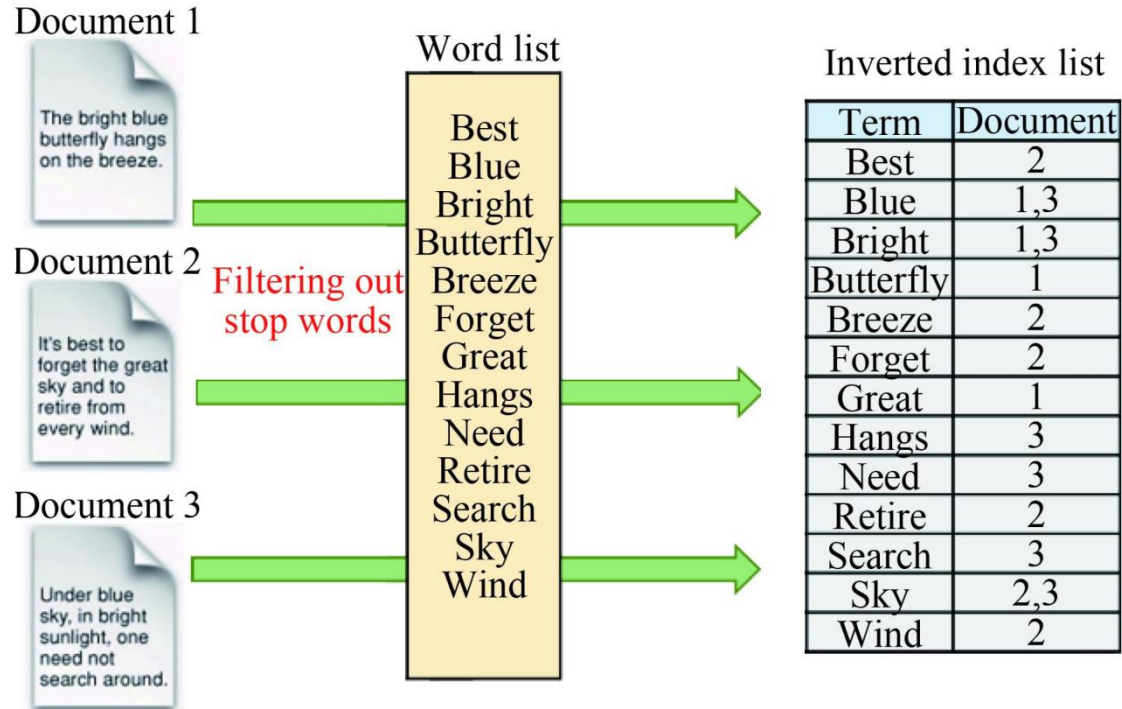 Document 1
The bright blue
butterfly hangs
on the breeze.
Document 2
It's best to
forget the great
sky and to
retire from
every wind.
Document 3
Under blue
sky, in bright
sunlight, one
need not
search around.
Filtering out
stop words
Word list
Best
Blue
Bright
Butterfly
Breeze
Forget
Great
Hangs
Need
Retire
Search
Sky
Wind
Inverted index list
Term Document
Best 2
Blue 1,3
Bright 1,3
Butterfly 1
Breeze 2
Forget 2
Great 1
Hangs 3
Need 3
Retire 2
Search 3
Sky 2,3
Wind 2